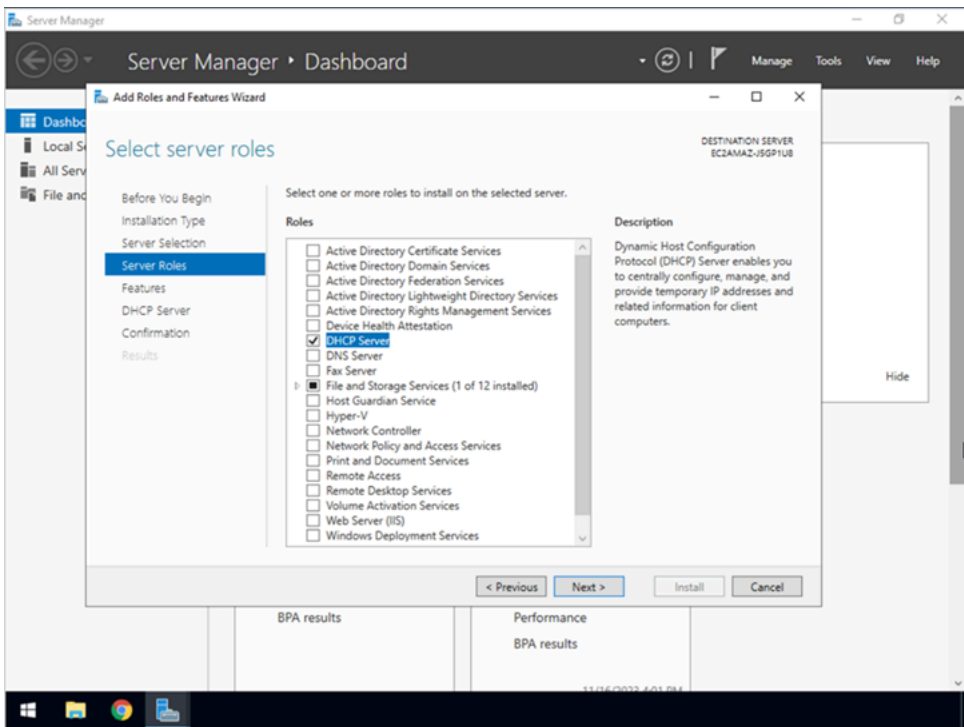 Server Manager
Server Manager • Dashboard
Manage Tools View Help
Add Roles and Features Wizard
Dashbo
Local Se
All Serv
File and
Select server roles
DESTINATION SERVER
EC2AMAZ-J5GP1U8
Before You Begin
Installation Type
Server Selection
Server Roles
Features
DHCP Server
Confirmation
Results
Select one or more roles to install on the selected server.
Roles
Active Directory Certificate Services
Active Directory Domain Services
Active Directory Federation Services
Active Directory Lightweight Directory Services
Active Directory Rights Management Services
Device Health Attestation
DHCP Server
DNS Server
Fax Server
File and Storage Services (1 of 12 installed)
Host Guardian Service
Hyper-V
Network Controller
Network Policy and Access Services
Print and Document Services
Remote Access
Remote Desktop Services
Volume Activation Services
Web Server (IIS)
Windows Deployment Services
Description
Dynamic Host Configuration
Protocol (DHCP) Server enables you
to centrally configure, manage, and
provide temporary IP addresses and
related information for client
computers.
Hide
< Previous Next > Install Cancel
BPA results
Performance
BPA results
11/16/2023 4:01 PM